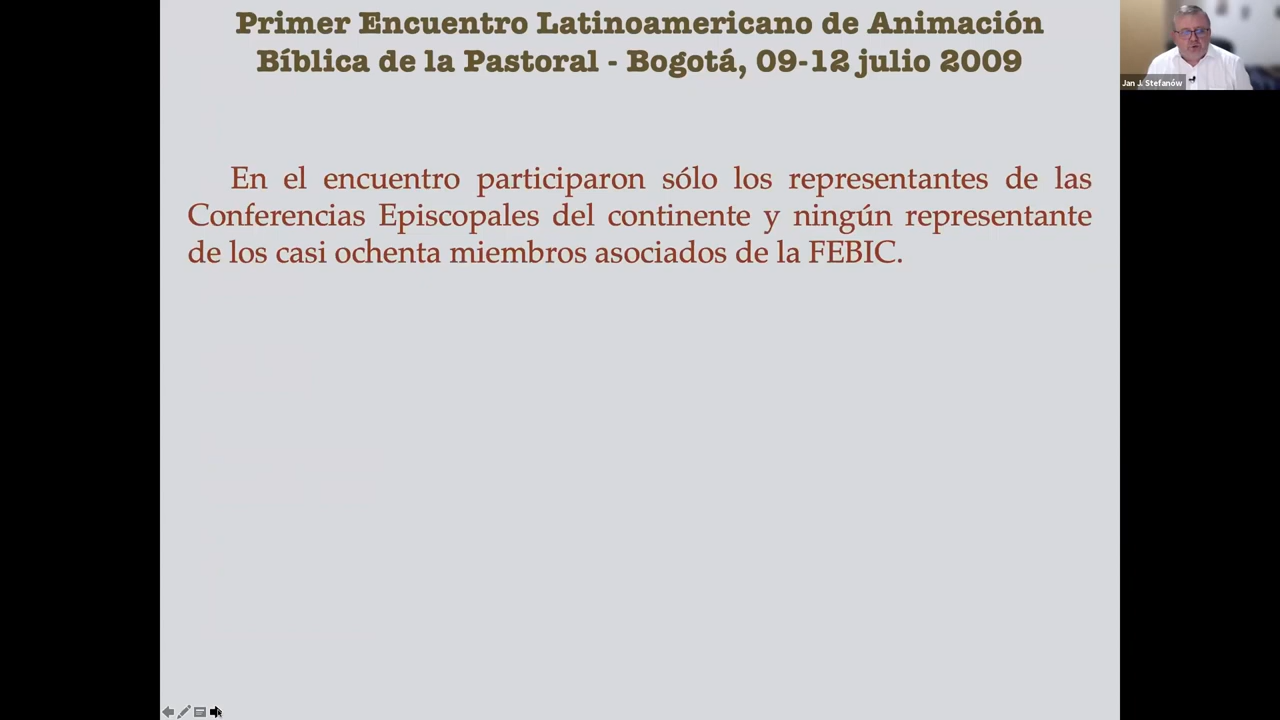 Primer Encuentro Latinoamericano de Animación
Bíblica de la Pastoral - Bogotá, 09-12 julio 2009
Jan J. Stefanów
En el encuentro participaron sólo los representantes de las
Conferencias Episcopales del continente y ningún representante
de los casi ochenta miembros asociados de la FEBIC.